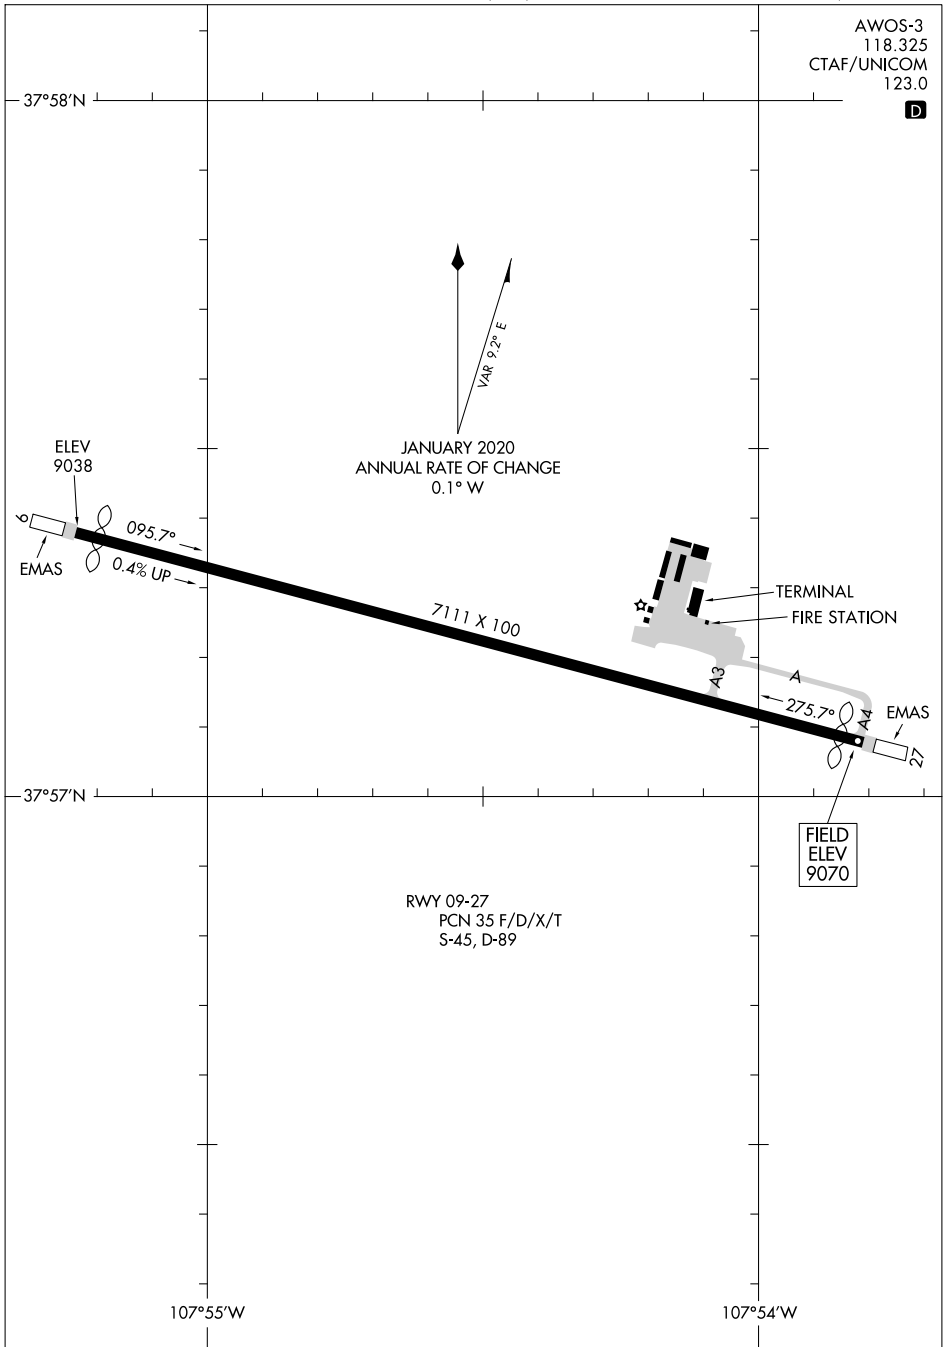 AWOS-3
118.325
CTAF/UNICOM
123.0
D
37°58'N
VAR 9.2° E
JANUARY 2020
ANNUAL RATE OF CHANGE
0.1° W
ELEV
9038
9
EMAS
095.7°
0.4% UP
7111 X 100
TERMINAL
FIRE STATION
A3
A
275.7°
A4
EMAS
27
37°57'N
FIELD
ELEV
9070
RWY 09-27
PCN 35 F/D/X/T
S-45, D-89
107°55'W
107°54'W